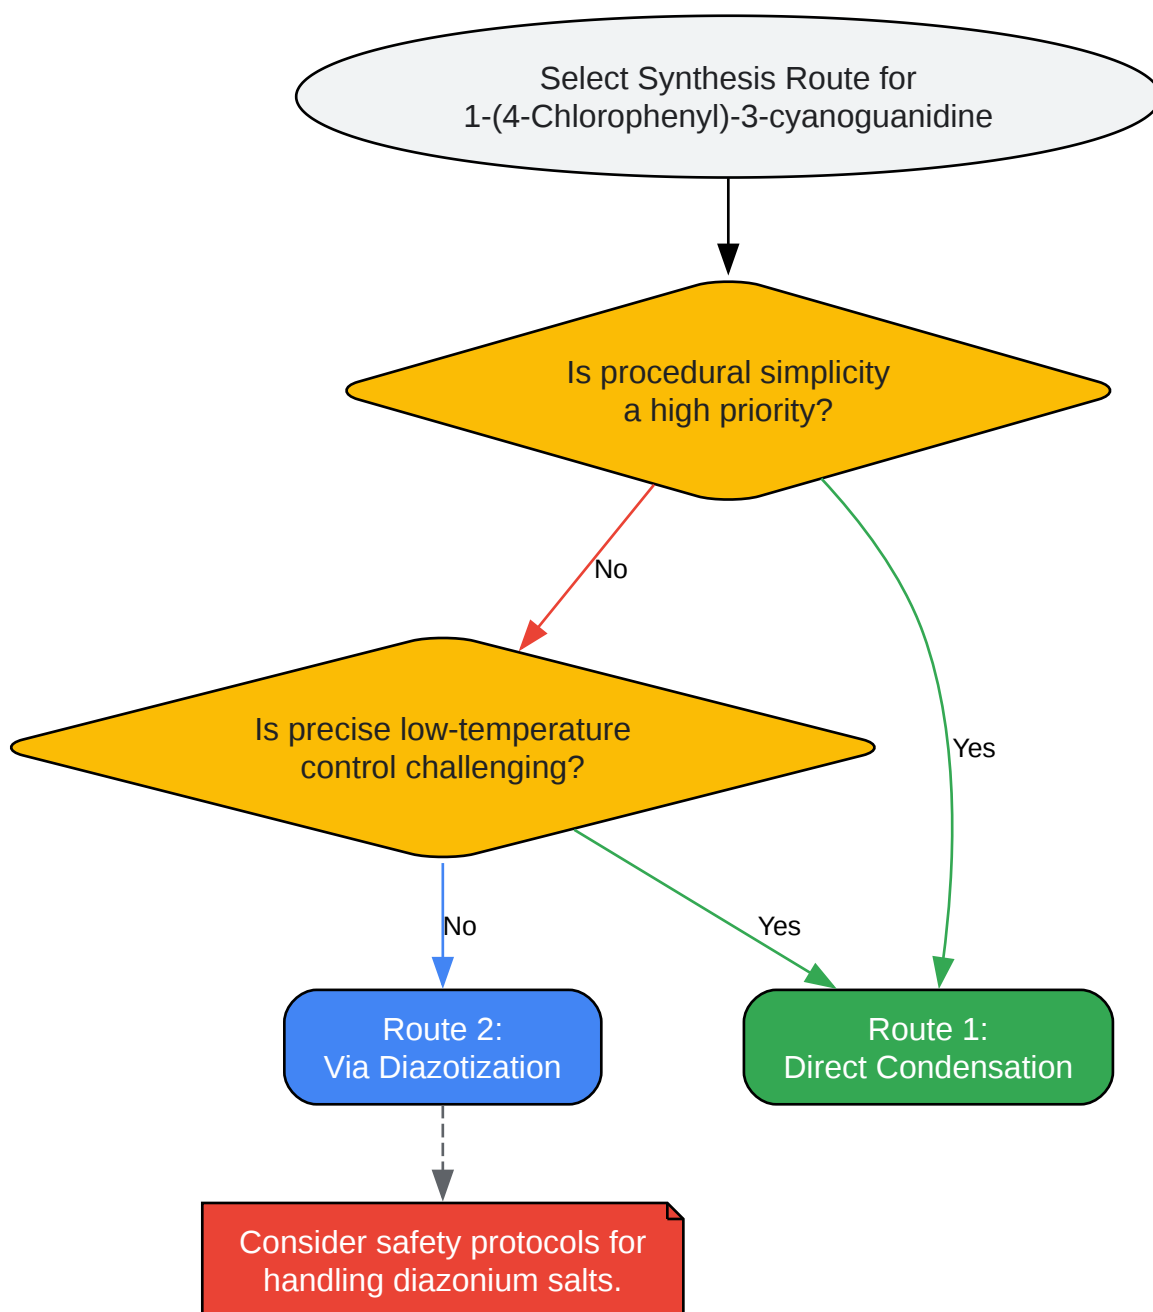 Select Synthesis Route for
1-(4-Chlorophenyl)-3-cyanoguanidine
Is procedural simplicity
a high priority?
No
Yes
Is precise low-temperature
control challenging?
No
Yes
Route 2:
Via Diazotization
Route 1:
Direct Condensation
Consider safety protocols for
handling diazonium salts.